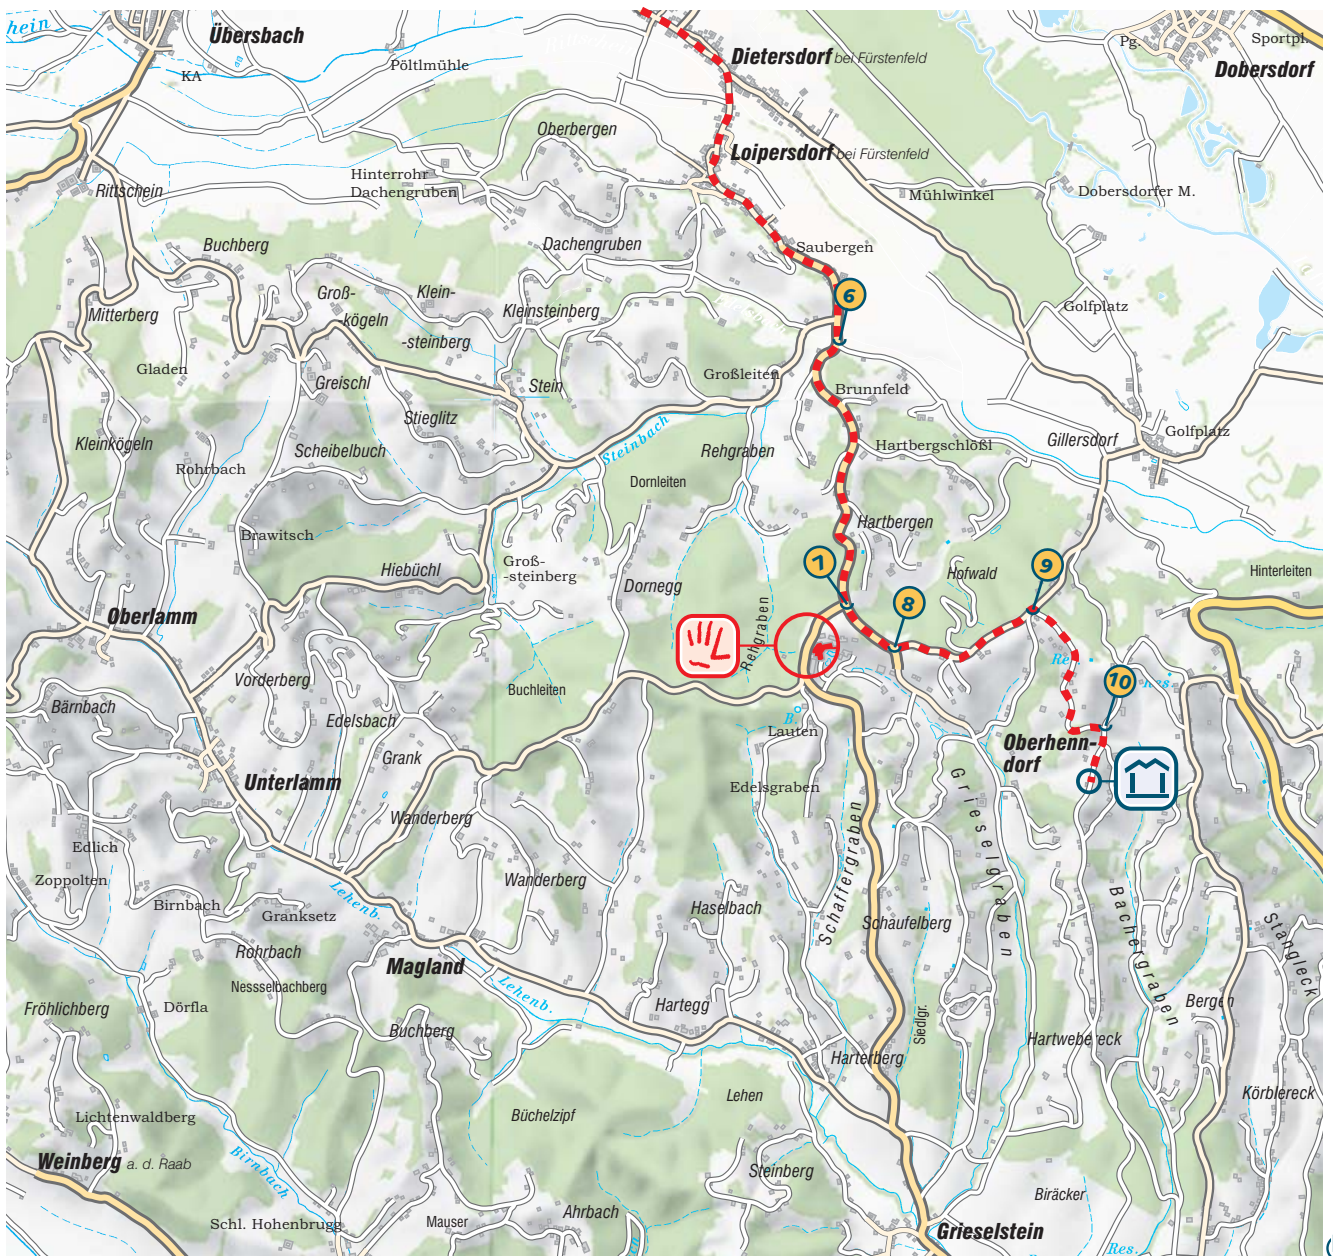 hein
Übersbach
KA
Pöltlmühle
Dietersdorf bei Fürstenfeld
Pg.
Sportpl.
Dobersdorf
Oberbergen
Loipersdorf bei Fürstenfeld
Hinterrohr
Dachengruben
Rittschein
Mühlwinkel
Dobersdorfer M.
Buchberg
Dachengruben
Saubergen
Groß-
-kögeln
Klein-
-steinberg
Kleinsteinberg
6
Golfplatz
Mitterberg
Gladen
Greischl
Stein
Großleiten
Brunnfeld
Stieglitz
Steinbach
Kleinkögeln
Rohrbach
Scheibelbuch
Rehgraben
Hartbergschlößl
Gillersdorf
Golfplatz
Dornleiten
Brawitsch
Hartbergen
Hiebüchl
Groß-
-steinberg
Dornegg
1
Hofwald
9
Hinterleiten
Oberlamm
8
Rehgraben
Re.
Res.
Vorderberg
10
Bärnbach
Edelsbach
Buchleiten
B.
Lauten
Oberhenn-
dorf
Grank
Unterlamm
Edelsgraben
Grieselgraben
Wanderberg
Schaffergraben
Edlich
Zoppolten
Wanderberg
Birnbach
Granksetz
Lehenb.
Haselbach
Schaufelberg
Bachergraben
Stangleck
Rohrbach
Magland
Nessselbachberg
Lehenb.
Fröhlichberg
Dörfla
Buchberg
Hartegg
Siedlgr.
Bergen
Harterberg
Hartwebereck
Lichtenwaldberg
Büchelzipf
Lehen
Körblereck
Weinberg a. d. Raab
Birnbach
Steinberg
Biräcker
Schl. Hohenbrugg
Mauser
Ahrbach
Grieselstein
Res.